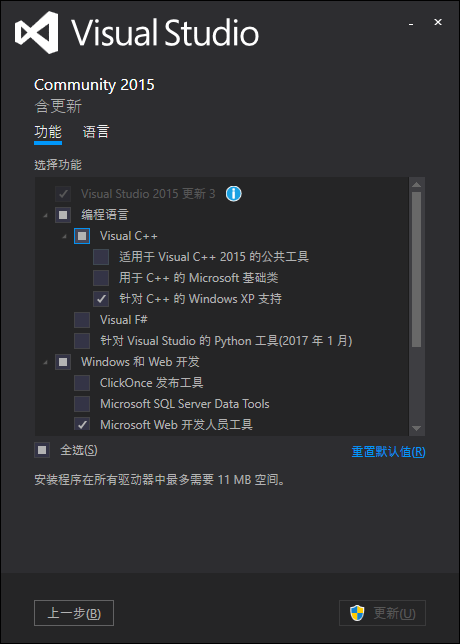 Visual Studio
Community 2015
含更新
功能 语言
选择功能
Visual Studio 2015 更新 3
编程语言
Visual C++
适用于 Visual C++ 2015 的公共工具
用于 C++ 的 Microsoft 基础类
针对 C++ 的 Windows XP 支持
Visual F#
针对 Visual Studio 的 Python 工具(2017 年 1 月)
Windows 和 Web 开发
ClickOnce 发布工具
Microsoft SQL Server Data Tools
Microsoft Web 开发人员工具
全选(S) 重置默认值(R)
安装程序在所有驱动器中最多需要 11 MB 空间。
上一步(B) 更新(U)